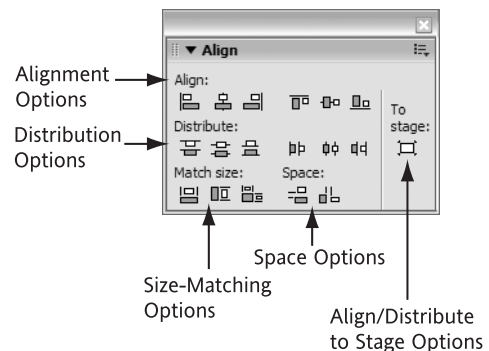 Align
Alignment
Options
Align:
To
stage:
Distribution
Options
Distribute:
Match size:
Space:
Space Options
Size-Matching
Options
Align/Distribute
to Stage Options